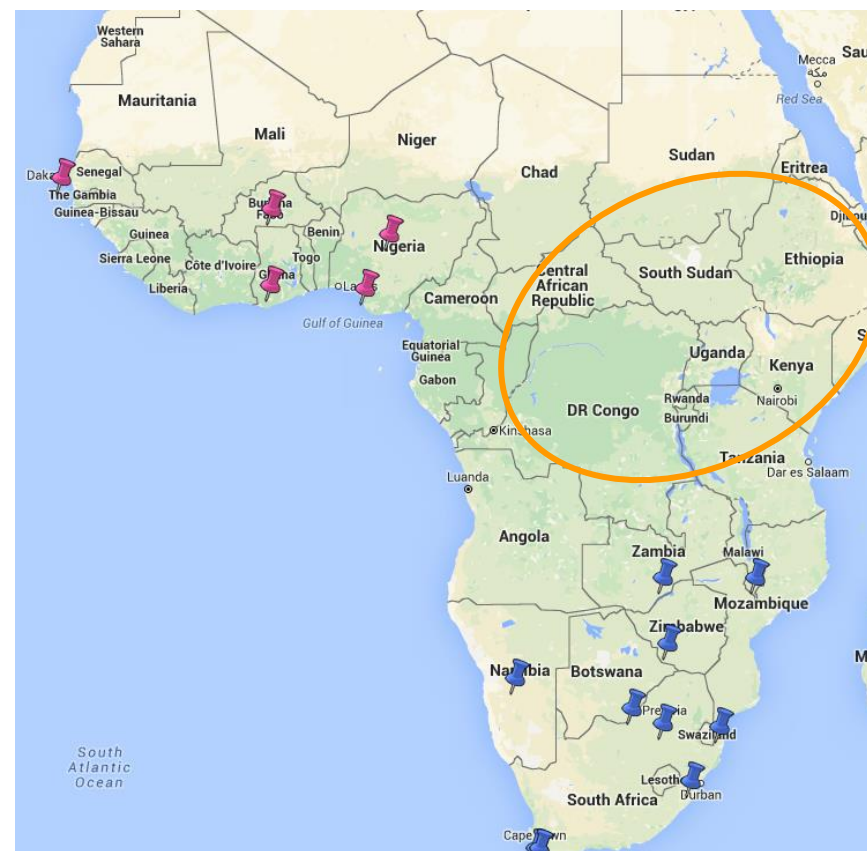 Western
Sahara
Mecca
مكة
Sau
Red Sea
Mauritania
Mali
Niger
Chad
Sudan
Eritrea
Senegal
The Gambia
Guinea-Bissau
Guinea
Sierra Leone
Liberia
Côte d'Ivoire
Togo
Benin
Nigeria
Cameroon
Central
African
Republic
South Sudan
Ethiopia
Gulf of Guinea
Equatorial
Guinea
Gabon
Uganda
Kenya
Nairobi
Rwanda
Burundi
DR Congo
Kinshasa
Tanzania
Dar es Salaam
Luanda
Angola
Zambia
Malawi
Mozambique
Zimbabwe
Botswana
M
South
Atlantic
Ocean
Durban
South Africa